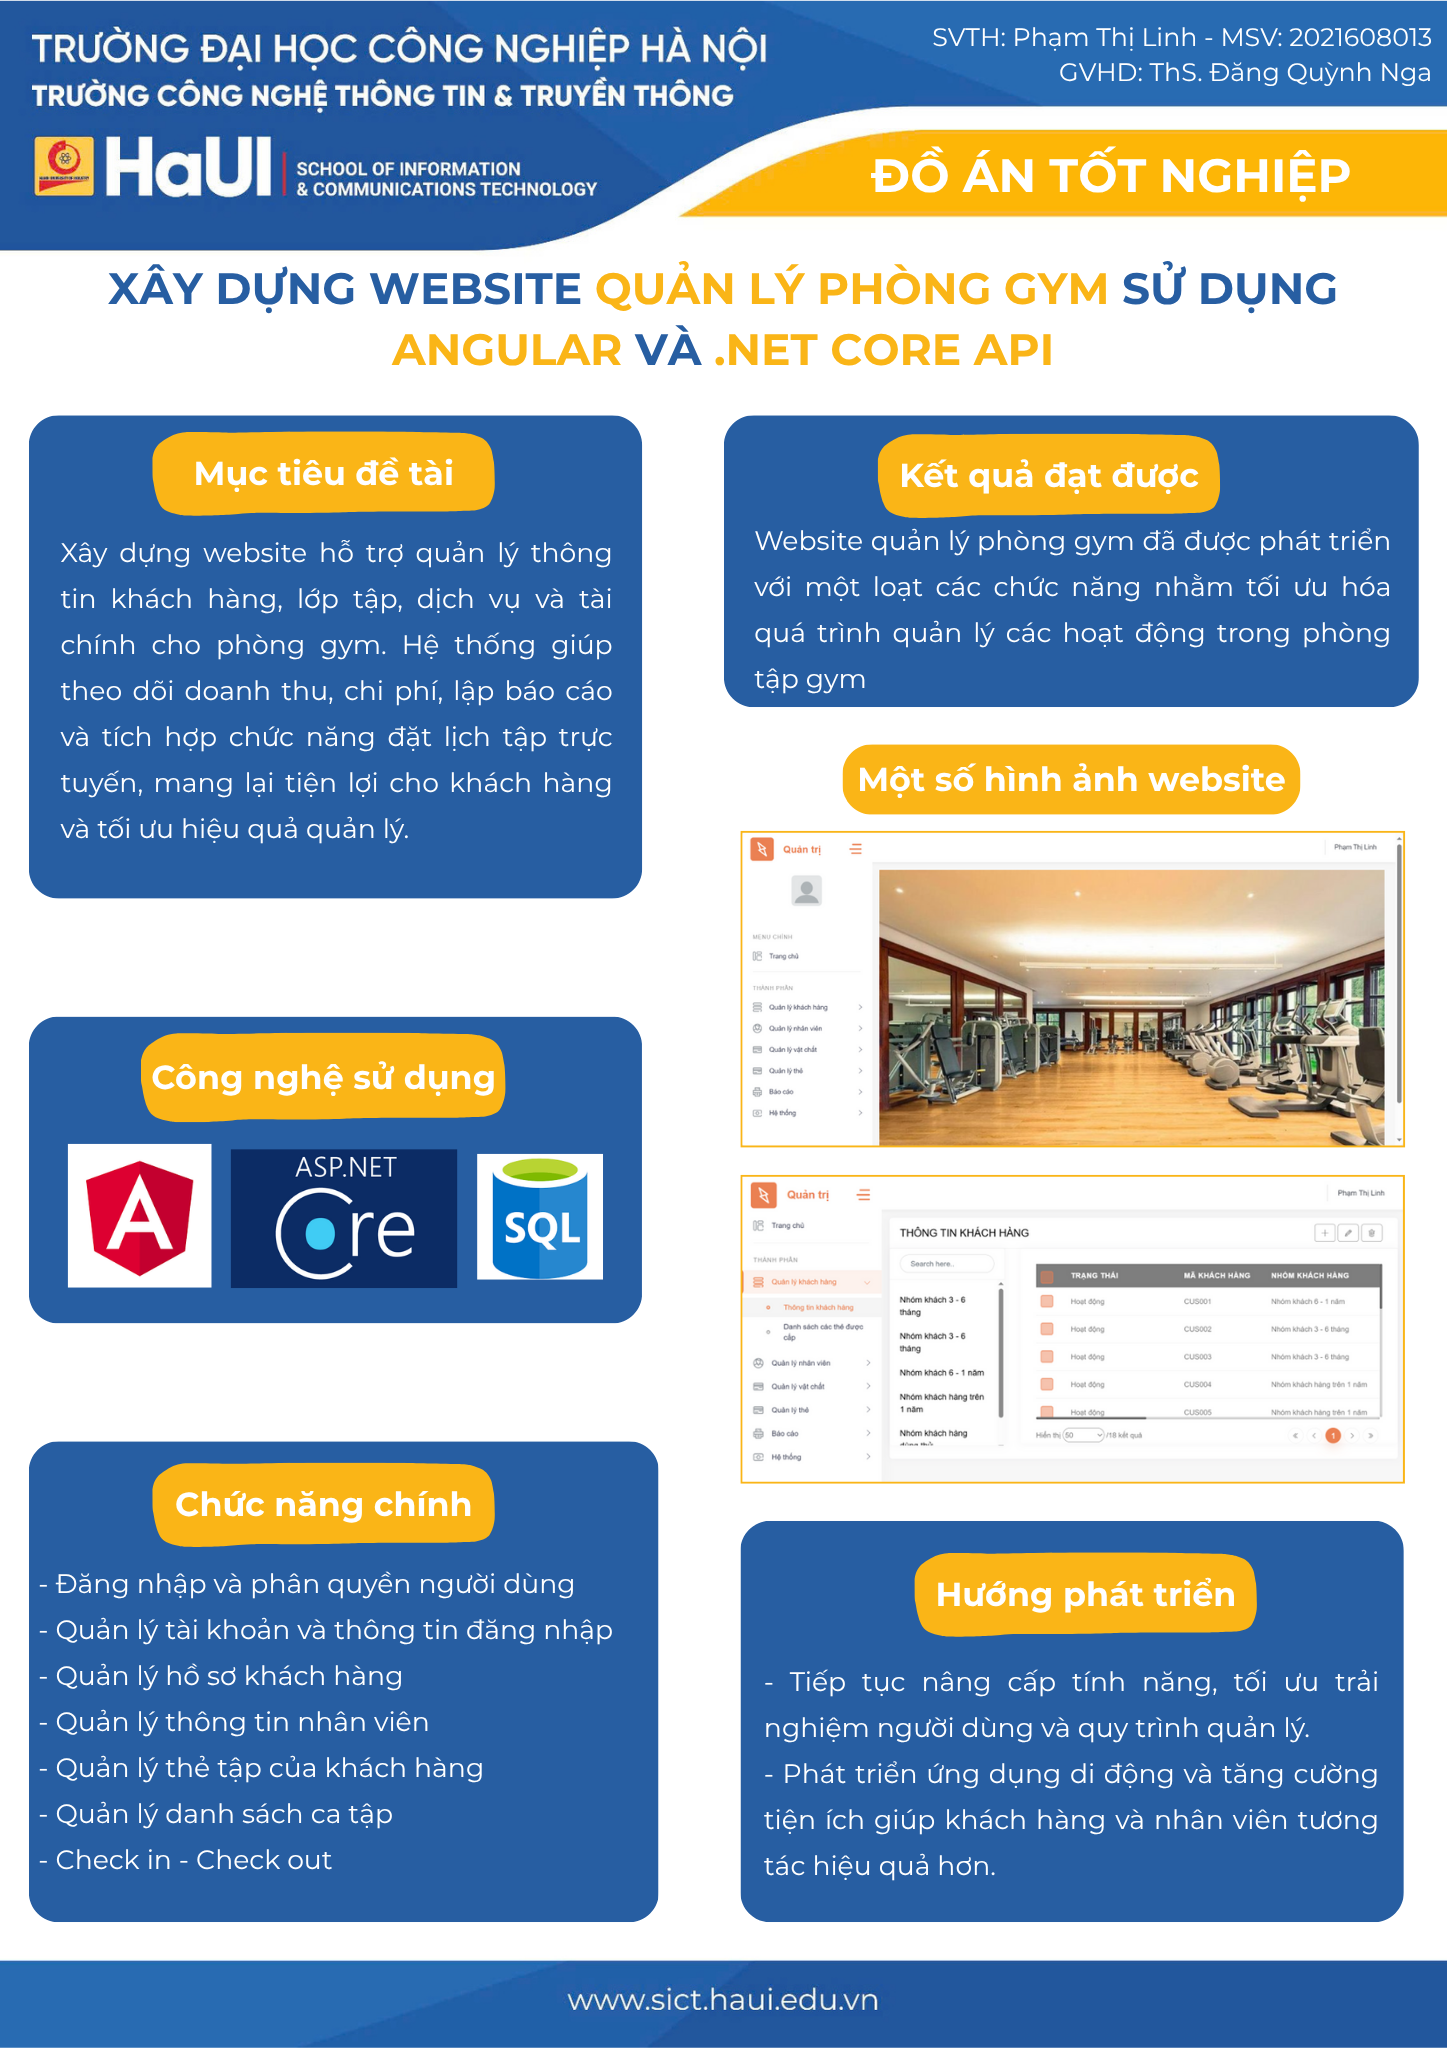 TRƯỜNG ĐẠI HỌC CÔNG NGHIỆP HÀ NỘI
TRƯỜNG CÔNG NGHỆ THÔNG TIN & TRUYỀN THÔNG
HaUI
SCHOOL OF INFORMATION
& COMMUNICATIONS TECHNOLOGY
SVTH: Phạm Thị Linh - MSV: 2021608013
GVHD: ThS. Đăng Quỳnh Nga
ĐỒ ÁN TỐT NGHIỆP
XÂY DỰNG WEBSITE QUẢN LÝ PHÒNG GYM SỬ DỤNG
ANGULAR VÀ .NET CORE API
Mục tiêu đề tài
Xây dựng website hỗ trợ quản lý thông
tin khách hàng, lớp tập, dịch vụ và tài
chính cho phòng gym. Hệ thống giúp
theo dõi doanh thu, chi phí, lập báo cáo
và tích hợp chức năng đặt lịch tập trực
tuyến, mang lại tiện lợi cho khách hàng
và tối ưu hiệu quả quản lý.
Công nghệ sử dụng
A
ASP.NET
Core
SQL
Chức năng chính
- Đăng nhập và phân quyền người dùng
- Quản lý tài khoản và thông tin đăng nhập
- Quản lý hồ sơ khách hàng
- Quản lý thông tin nhân viên
- Quản lý thẻ tập của khách hàng
- Quản lý danh sách ca tập
- Check in - Check out
Kết quả đạt được
Website quản lý phòng gym đã được phát triển
với một loạt các chức năng nhằm tối ưu hóa
quá trình quản lý các hoạt động trong phòng
tập gym
Một số hình ảnh website
Quản trị
Phạm Thị Linh
MENU CHÍNH
Trang chủ
THÀNH PHẦN
Quản lý khách hàng
Quản lý nhân viên
Quản lý vật chất
Quản lý thẻ
Báo cáo
Hệ thống
Quản trị
Phạm Thị Linh
Trang chủ
THÀNH PHẦN
Quản lý khách hàng
Thông tin khách hàng
Danh sách các thẻ được
cấp
Quản lý nhân viên
Quản lý vật chất
Quản lý thẻ
Báo cáo
Hệ thống
THÔNG TIN KHÁCH HÀNG
Search here..
Nhóm khách 3 - 6
tháng
Nhóm khách 3 - 6
tháng
Nhóm khách 6 - 1 năm
Nhóm khách hàng trên
1 năm
Nhóm khách hàng
dùng thử
TRẠNG THÁI MÃ KHÁCH HÀNG NHÓM KHÁCH HÀNG
Hoạt động CUS001 Nhóm khách 6 - 1 năm
Hoạt động CUS002 Nhóm khách 3 - 6 tháng
Hoạt động CUS003 Nhóm khách 3 - 6 tháng
Hoạt động CUS004 Nhóm khách hàng trên 1 năm
Hoạt động CUS005 Nhóm khách hàng trên 1 năm
Hiển thị 50 /18 kết quả « ‹ 1 › »
Hướng phát triển
- Tiếp tục nâng cấp tính năng, tối ưu trải
nghiệm người dùng và quy trình quản lý.
- Phát triển ứng dụng di động và tăng cường
tiện ích giúp khách hàng và nhân viên tương
tác hiệu quả hơn.
www.sict.haui.edu.vn